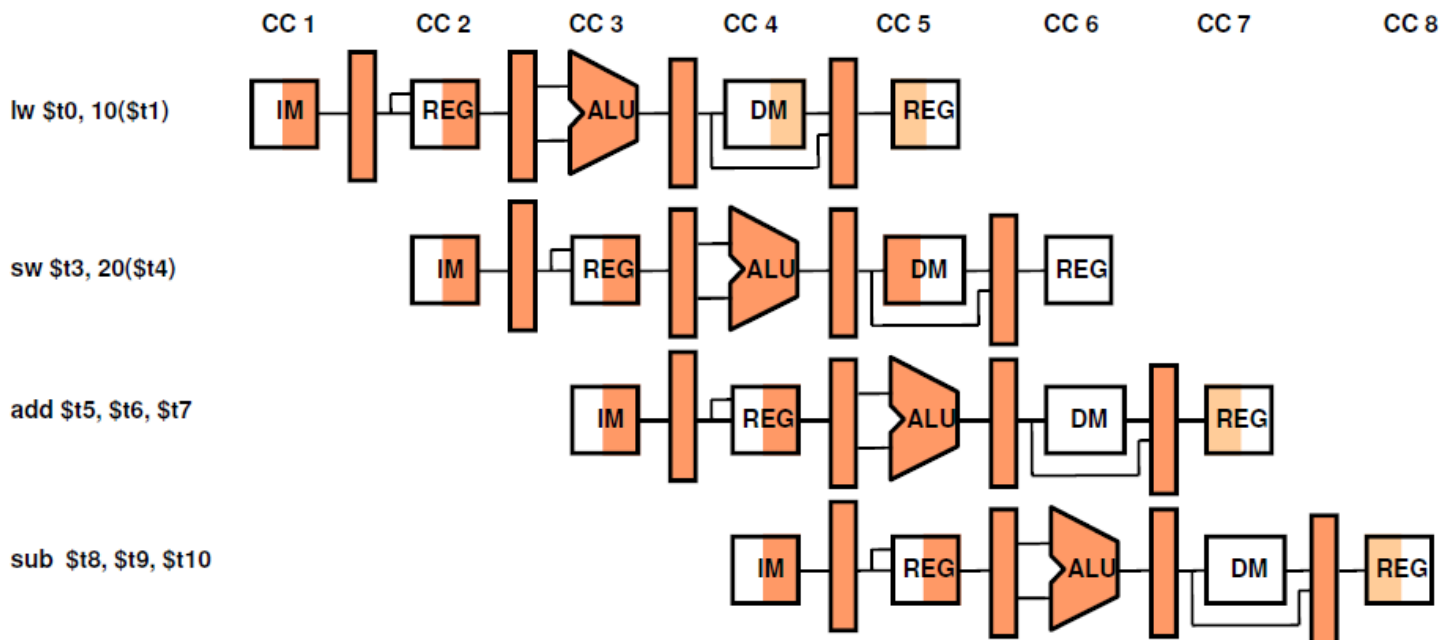 CC 1 CC 2 CC 3 CC 4 CC 5 CC 6 CC 7 CC 8
lw $t0, 10($t1) IM REG ALU DM REG
sw $t3, 20($t4) IM REG ALU DM REG
add $t5, $t6, $t7 IM REG ALU DM REG
sub $t8, $t9, $t10 IM REG ALU DM REG